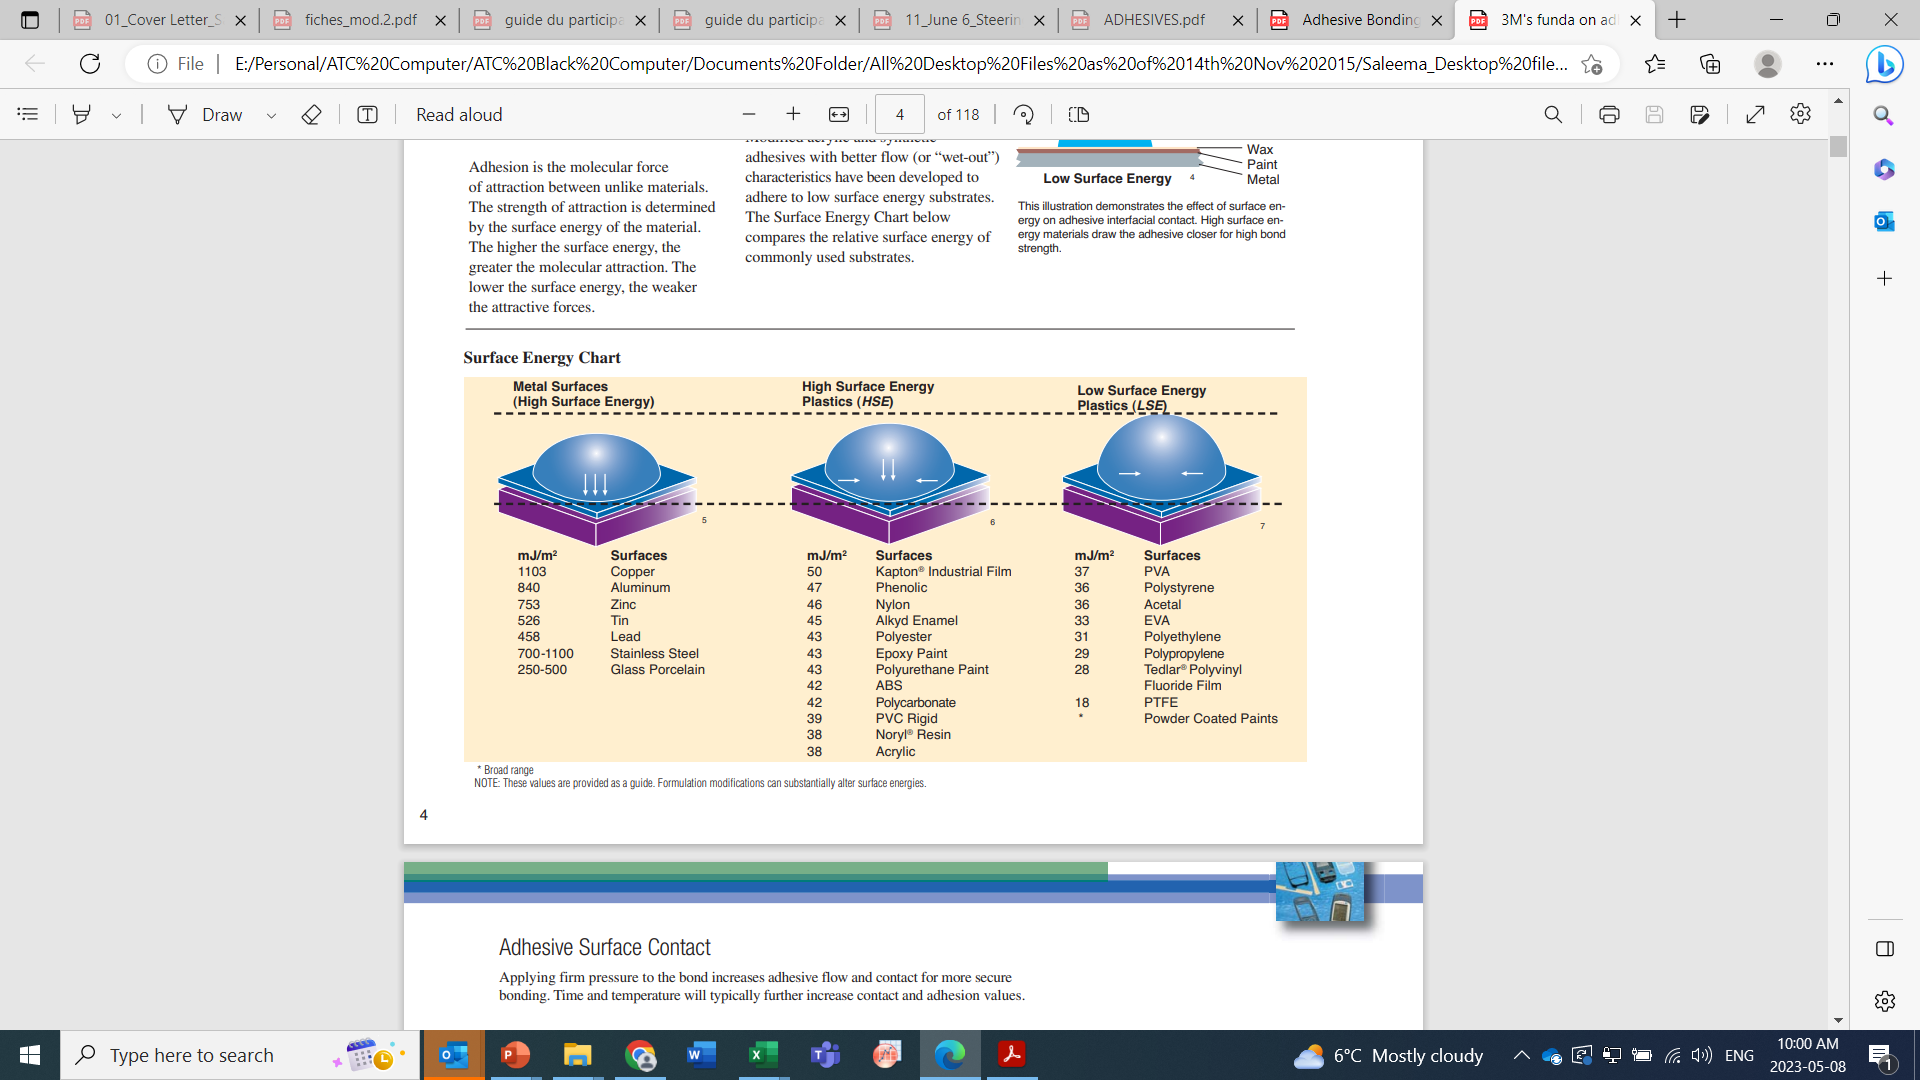 01_Cover Letter_S
fiches_mod.2.pdf
guide du participa
guide du participa
11_June 6_Steerin
ADHESIVES.pdf
Adhesive Bonding
3M's funda on ad
File
E:/Personal/ATC%20Computer/ATC%20Black%20Computer/Documents%20Folder/All%20Desktop%20Files%20as%20of%2014th%20Nov%202015/Saleema_Desktop%20file...
Draw
Read aloud
4
of 118
Adhesion is the molecular force
of attraction between unlike materials.
The strength of attraction is determined
by the surface energy of the material.
The higher the surface energy, the
greater the molecular attraction. The
lower the surface energy, the weaker
the attractive forces.
Modified acrylic and synthetic
adhesives with better flow (or “wet-out”)
characteristics have been developed to
adhere to low surface energy substrates.
The Surface Energy Chart below
compares the relative surface energy of
commonly used substrates.
Wax
Paint
Metal
Low Surface Energy 4
This illustration demonstrates the effect of surface en-
ergy on adhesive interfacial contact. High surface en-
ergy materials draw the adhesive closer for high bond
strength.
Surface Energy Chart
Metal Surfaces
(High Surface Energy)
5
mJ/m² Surfaces
1103 Copper
840 Aluminum
753 Zinc
526 Tin
458 Lead
700-1100 Stainless Steel
250-500 Glass Porcelain
High Surface Energy
Plastics (HSE)
6
mJ/m² Surfaces
50 Kapton® Industrial Film
47 Phenolic
46 Nylon
45 Alkyd Enamel
43 Polyester
43 Epoxy Paint
43 Polyurethane Paint
42 ABS
42 Polycarbonate
39 PVC Rigid
38 Noryl® Resin
38 Acrylic
Low Surface Energy
Plastics (LSE)
7
mJ/m² Surfaces
37 PVA
36 Polystyrene
36 Acetal
33 EVA
31 Polyethylene
29 Polypropylene
28 Tedlar® Polyvinyl
Fluoride Film
18 PTFE
* Powder Coated Paints
* Broad range
NOTE: These values are provided as a guide. Formulation modifications can substantially alter surface energies.
4
Adhesive Surface Contact
Applying firm pressure to the bond increases adhesive flow and contact for more secure
bonding. Time and temperature will typically further increase contact and adhesion values.
Type here to search
6°C Mostly cloudy
ENG
10:00 AM
2023-05-08
1